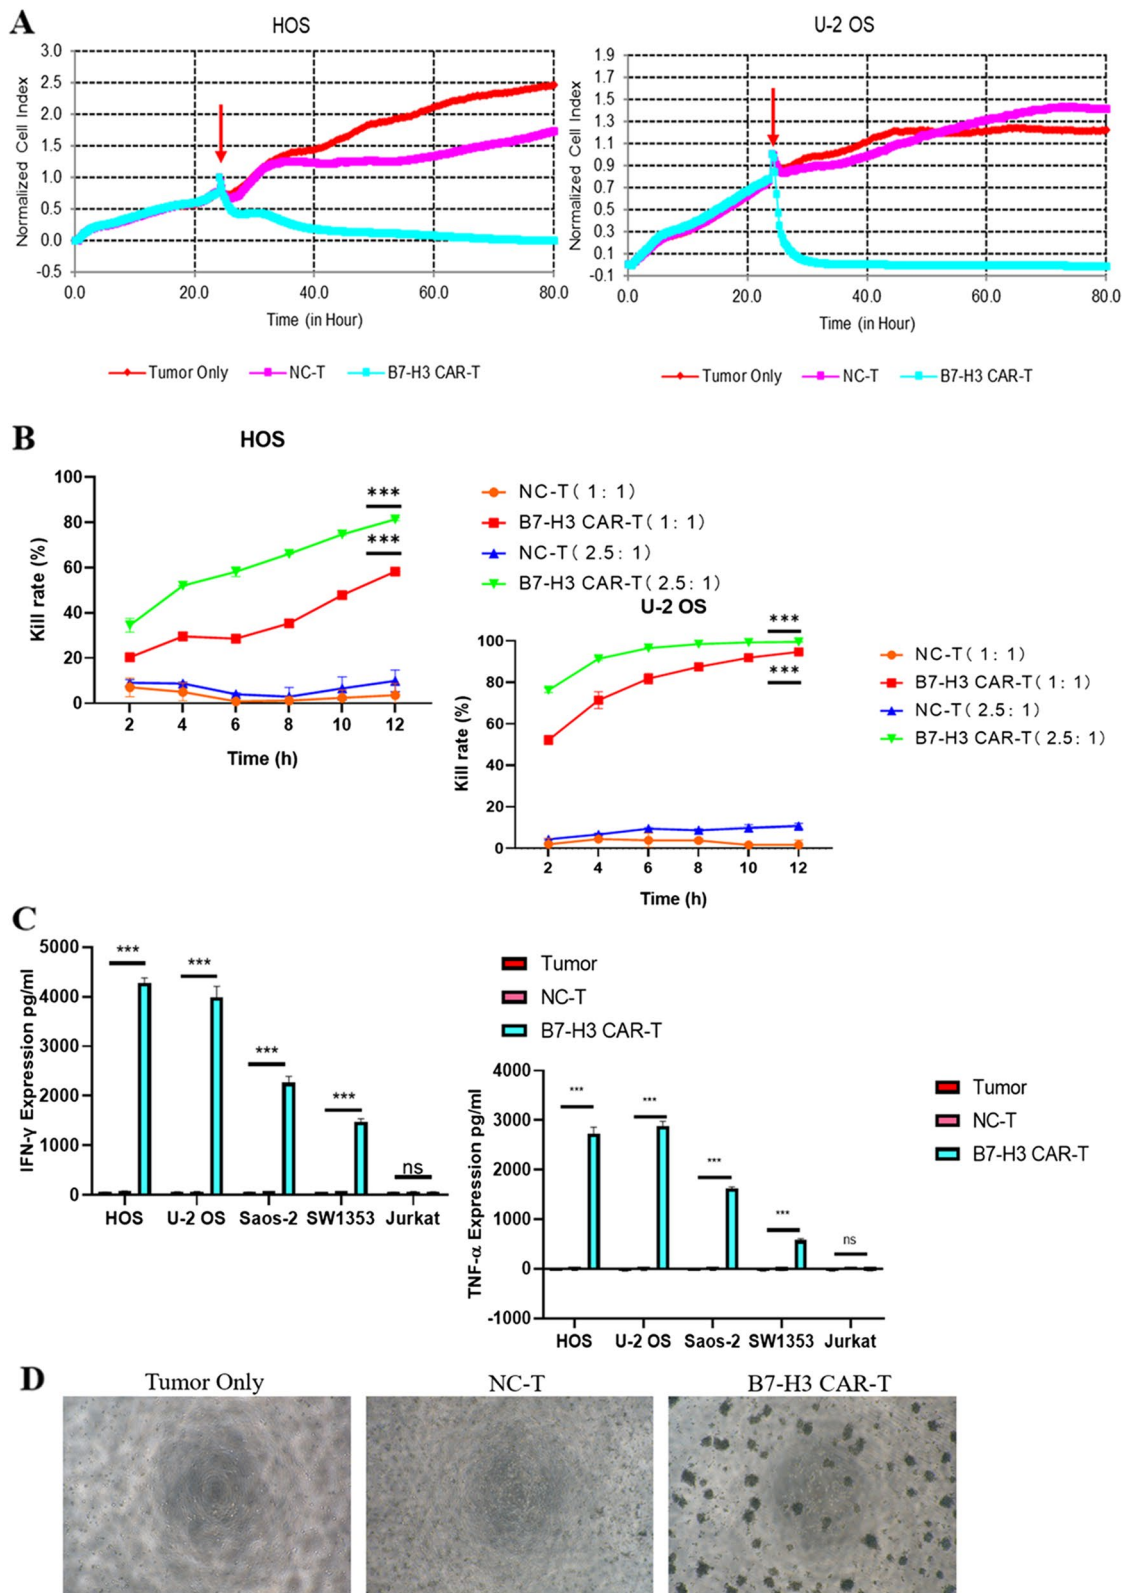 A
HOS
U-2 OS
Normalized Cell Index
3.0
2.5
2.0
1.5
1.0
0.5
0.0
-0.5
0.0 20.0 40.0 60.0 80.0
Time (in Hour)
Tumor Only NC-T B7-H3 CAR-T
Normalized Cell Index
1.9
1.7
1.5
1.3
1.1
0.9
0.7
0.5
0.3
0.1
-0.1
0.0 20.0 40.0 60.0 80.0
Time (in Hour)
Tumor Only NC-T B7-H3 CAR-T
B
HOS
Kill rate (%)
100
80
60
40
20
0
***
***
2 4 6 8 10 12
Time (h)
NC-T( 1: 1)
B7-H3 CAR-T( 1: 1)
NC-T( 2.5: 1)
B7-H3 CAR-T( 2.5: 1)
U-2 OS
Kill rate (%)
100
80
60
40
20
0
***
***
2 4 6 8 10 12
Time (h)
NC-T( 1: 1)
B7-H3 CAR-T( 1: 1)
NC-T( 2.5: 1)
B7-H3 CAR-T( 2.5: 1)
C
IFN-γ Expression pg/ml
5000
4000
3000
2000
1000
0
***
***
***
***
ns
HOS U-2 OS Saos-2 SW1353 Jurkat
Tumor
NC-T
B7-H3 CAR-T
TNF-α Expression pg/ml
4000
3000
2000
1000
0
-1000
***
***
***
***
ns
HOS U-2 OS Saos-2 SW1353 Jurkat
Tumor
NC-T
B7-H3 CAR-T
D
Tumor Only
NC-T
B7-H3 CAR-T